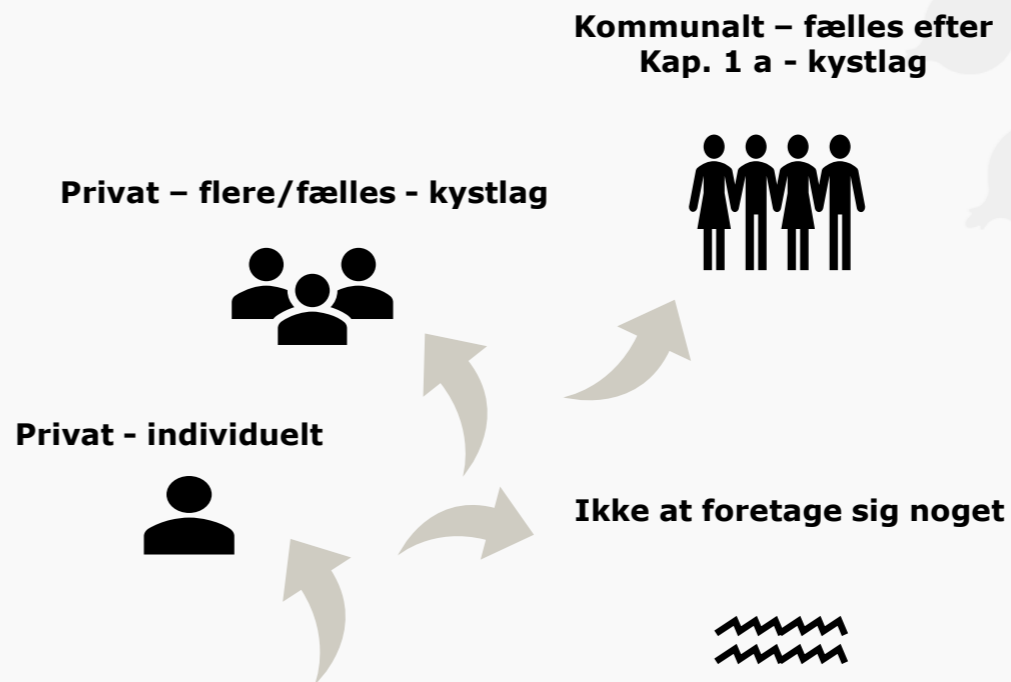 Kommunalt – fælles efter
Kap. 1 a - kystlag
Privat – flere/fælles - kystlag
Privat - individuelt
Ikke at foretage sig noget